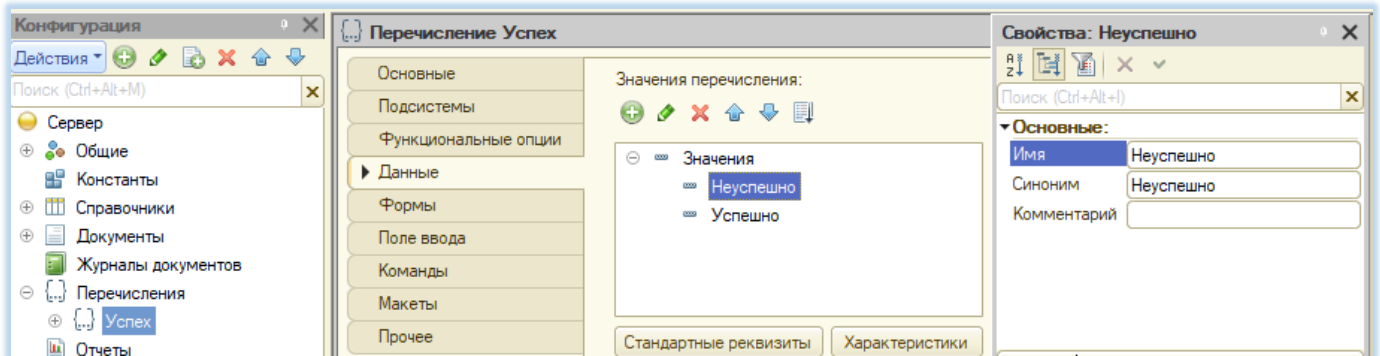 Конфигурация
Действия
Поиск (Ctrl+Alt+M)
Сервер
Общие
Константы
Справочники
Документы
Журналы документов
Перечисления
Успех
Отчеты
Перечисление Успех
Основные
Подсистемы
Функциональные опции
Данные
Формы
Поле ввода
Команды
Макеты
Прочее
Значения перечисления:
Значения
Неуспешно
Успешно
Стандартные реквизиты
Характеристики
Свойства: Неуспешно
Поиск (Ctrl+Alt+I)
Основные:
Имя Неуспешно
Синоним Неуспешно
Комментарий